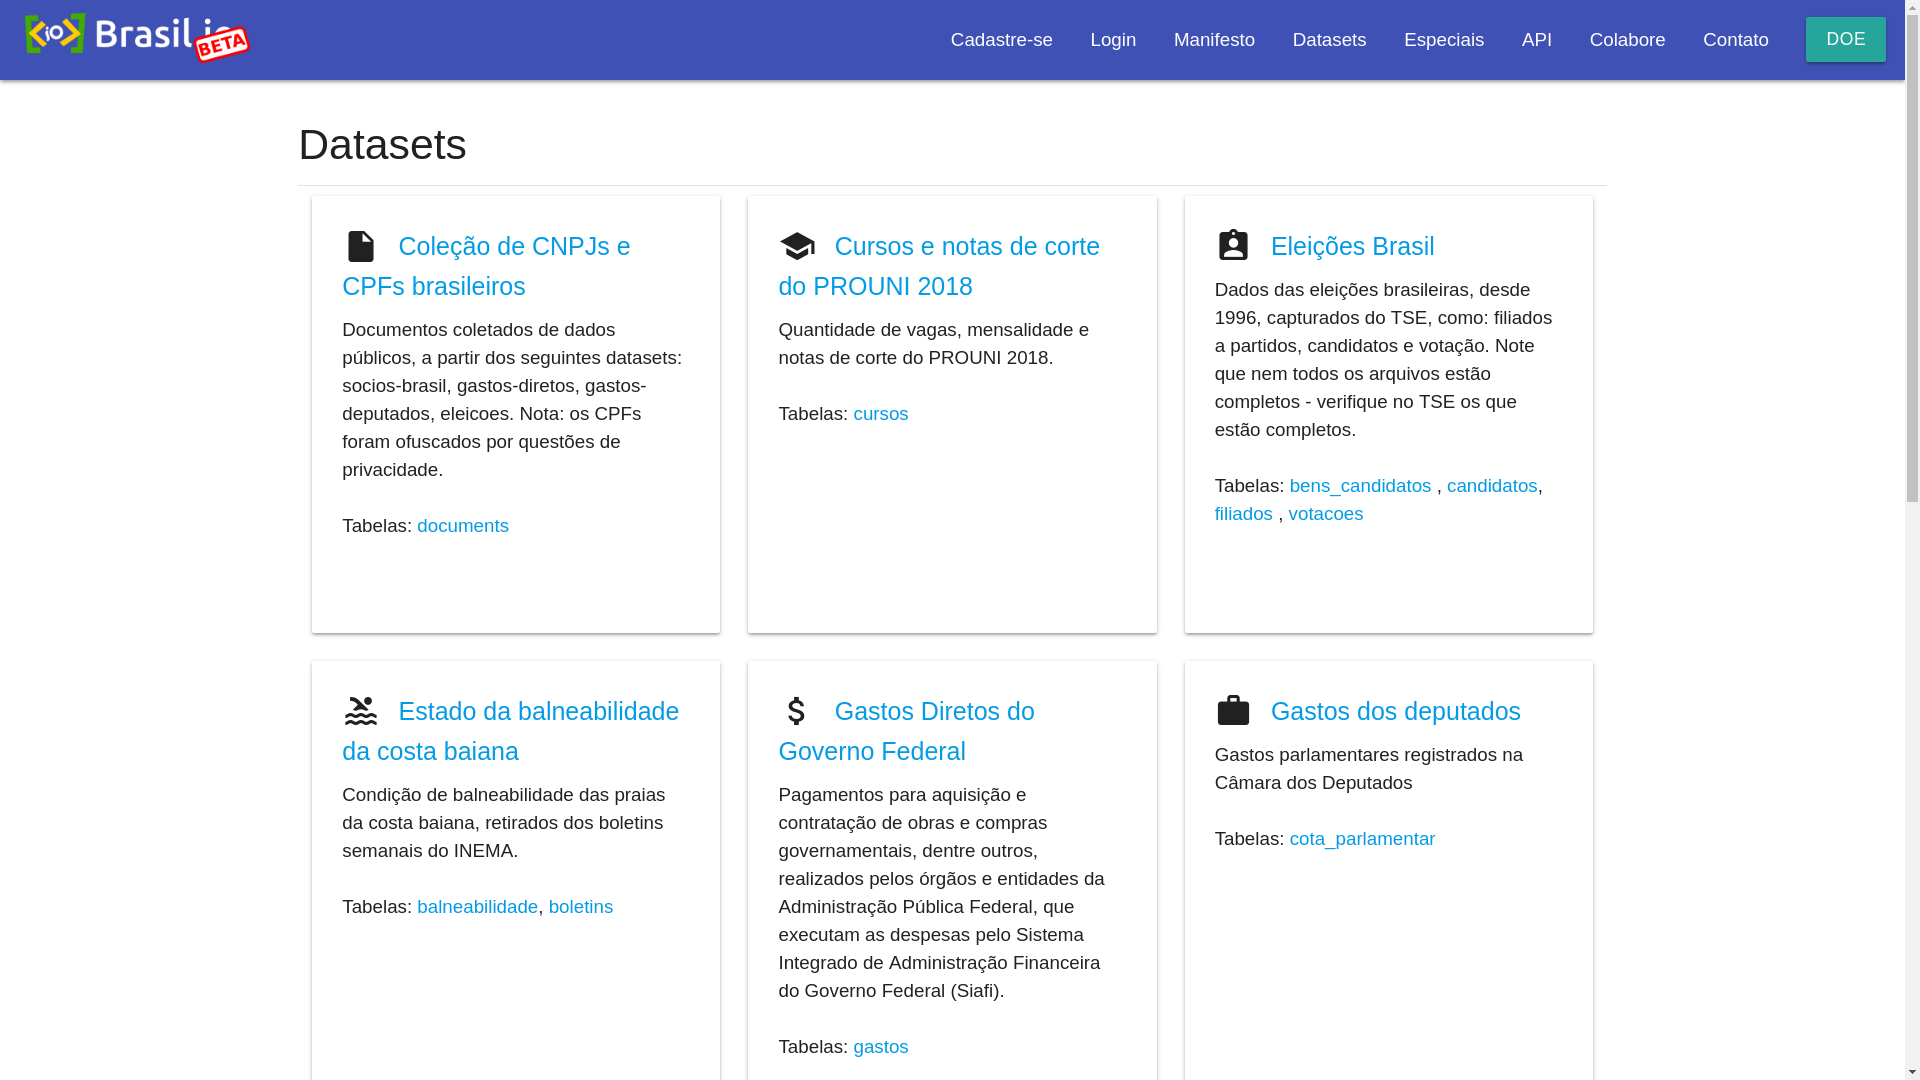 Brasil.io BETA
Cadastre-se Login Manifesto Datasets Especiais API Colabore Contato DOE
Datasets
Coleção de CNPJs e
CPFs brasileiros
Documentos coletados de dados
públicos, a partir dos seguintes datasets:
socios-brasil, gastos-diretos, gastos-
deputados, eleicoes. Nota: os CPFs
foram ofuscados por questões de
privacidade.
Tabelas: documents
Cursos e notas de corte
do PROUNI 2018
Quantidade de vagas, mensalidade e
notas de corte do PROUNI 2018.
Tabelas: cursos
Eleições Brasil
Dados das eleições brasileiras, desde
1996, capturados do TSE, como: filiados
a partidos, candidatos e votação. Note
que nem todos os arquivos estão
completos - verifique no TSE os que
estão completos.
Tabelas: bens_candidatos , candidatos,
filiados , votacoes
Estado da balneabilidade
da costa baiana
Condição de balneabilidade das praias
da costa baiana, retirados dos boletins
semanais do INEMA.
Tabelas: balneabilidade, boletins
Gastos Diretos do
Governo Federal
Pagamentos para aquisição e
contratação de obras e compras
governamentais, dentre outros,
realizados pelos órgãos e entidades da
Administração Pública Federal, que
executam as despesas pelo Sistema
Integrado de Administração Financeira
do Governo Federal (Siafi).
Tabelas: gastos
Gastos dos deputados
Gastos parlamentares registrados na
Câmara dos Deputados
Tabelas: cota_parlamentar